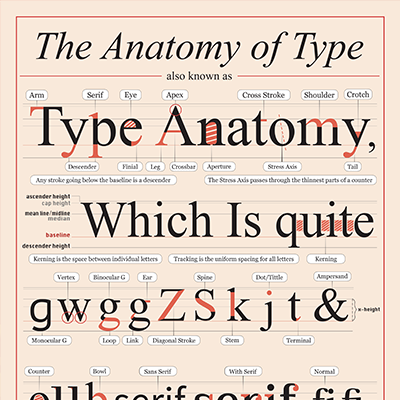 The Anatomy of Type
also known as
Arm Serif Eye Apex Cross Stroke Shoulder Crotch
Type Anatomy,
Descender Finial Leg Crossbar Aperture Stress Axis Tail
Any stroke going below the baseline is a descender The Stress Axis passes through the thinnest parts of a counter
ascender height
cap height
mean line/midline
median
baseline
descender height
Which Is quite
Kerning is the space between individual letters Tracking is the uniform spacing for all letters Kerning
Vertex Binocular G Ear Spine Dot/Tittle Ampersand
g w g g Z S k j t &
x-height
Monocular G Loop Link Diagonal Stroke Stem Terminal
Counter Bowl Sans Serif With Serif Normal
serif serif fi fi